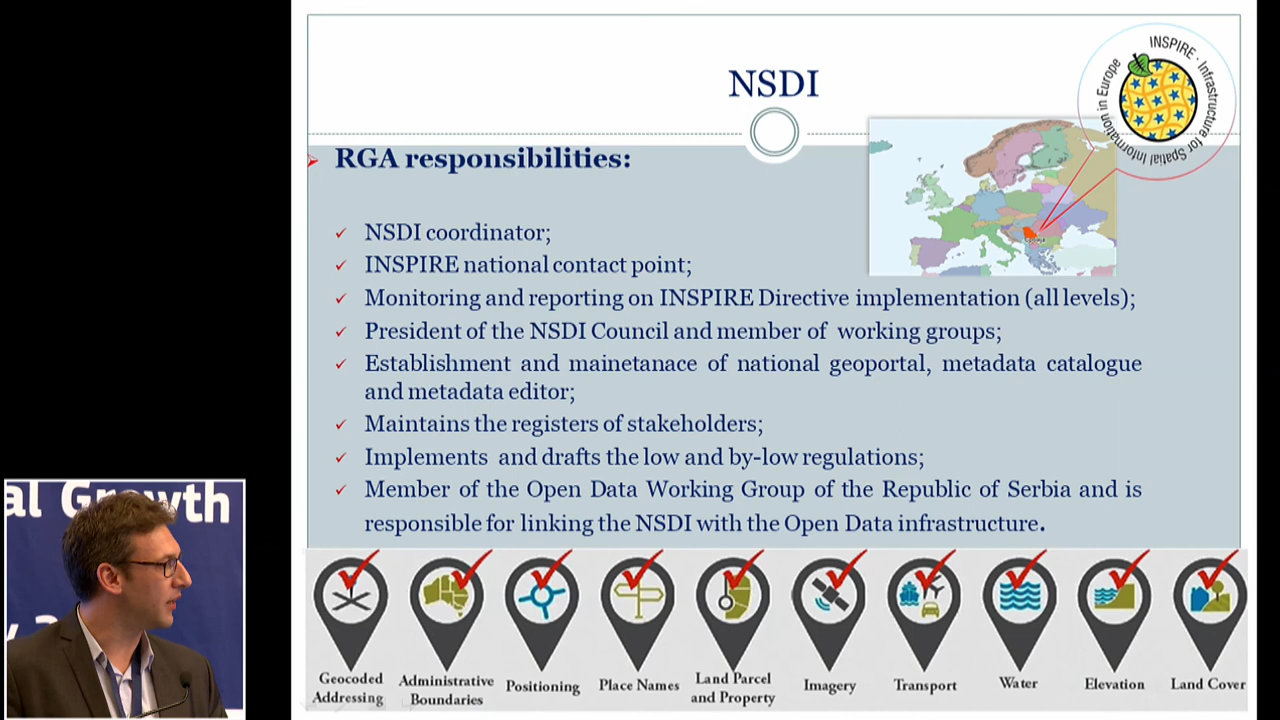 NSDI
INSPIRE · Infrastructure for Spatial Information in Europe
RGA responsibilities:
NSDI coordinator;
INSPIRE national contact point;
Monitoring and reporting on INSPIRE Directive implementation (all levels);
President of the NSDI Council and member of working groups;
Establishment and mainetanace of national geoportal, metadata catalogue
and metadata editor;
Maintains the registers of stakeholders;
Implements and drafts the low and by-low regulations;
Member of the Open Data Working Group of the Republic of Serbia and is
responsible for linking the NSDI with the Open Data infrastructure.
al Growth
Geocoded
Addressing
Administrative
Boundaries
Positioning
Place Names
Land Parcel
and Property
Imagery
Transport
Water
Elevation
Land Cover